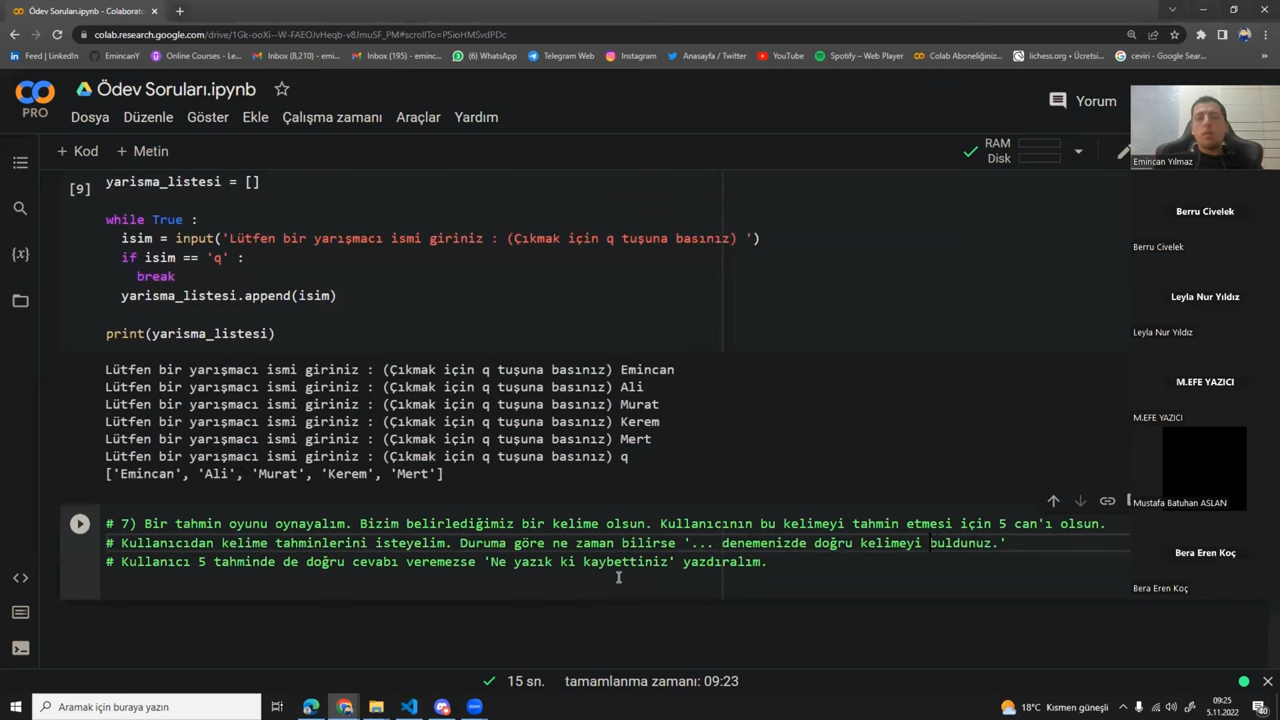 Ödev Soruları.ipynb - Colaborato
colab.research.google.com/drive/1Gk-ooXi--W-FAEOJvHeqb-v8JmuSF_PM#scrollTo=PSioHMSvdPDc
Feed | LinkedIn
EmincanY
Online Courses - Le...
Inbox (8,210) - emi...
Inbox (195) - eminc...
(6) WhatsApp
Telegram Web
Instagram
Anasayfa / Twitter
YouTube
Spotify – Web Player
Colab Aboneliğiniz...
lichess.org • Ücretsi...
ceviri - Google Sear...
PRO
Ödev Soruları.ipynb
Yorum
Dosya Düzenle Göster Ekle Çalışma zamanı Araçlar Yardım
+ Kod + Metin
RAM
Disk
[9]
yarisma_listesi = []
while True :
isim = input('Lütfen bir yarışmacı ismi giriniz : (Çıkmak için q tuşuna basınız) ')
if isim == 'q' :
break
yarisma_listesi.append(isim)
print(yarisma_listesi)
Lütfen bir yarışmacı ismi giriniz : (Çıkmak için q tuşuna basınız) Emincan
Lütfen bir yarışmacı ismi giriniz : (Çıkmak için q tuşuna basınız) Ali
Lütfen bir yarışmacı ismi giriniz : (Çıkmak için q tuşuna basınız) Murat
Lütfen bir yarışmacı ismi giriniz : (Çıkmak için q tuşuna basınız) Kerem
Lütfen bir yarışmacı ismi giriniz : (Çıkmak için q tuşuna basınız) Mert
Lütfen bir yarışmacı ismi giriniz : (Çıkmak için q tuşuna basınız) q
['Emincan', 'Ali', 'Murat', 'Kerem', 'Mert']
# 7) Bir tahmin oyunu oynayalım. Bizim belirlediğimiz bir kelime olsun. Kullanıcının bu kelimeyi tahmin etmesi için 5 can'ı olsun.
# Kullanıcıdan kelime tahminlerini isteyelim. Duruma göre ne zaman bilirse '... denemenizde doğru kelimeyi buldunuz.'
# Kullanıcı 5 tahminde de doğru cevabı veremezse 'Ne yazık ki kaybettiniz' yazdıralım.
Emincan Yılmaz
Berru Civelek
Berru Civelek
Leyla Nur Yıldız
Leyla Nur Yıldız
M.EFE YAZICI
M.EFE YAZICI
Mustafa Batuhan ASLAN
Bera Eren Koç
Bera Eren Koç
15 sn. tamamlanma zamanı: 09:23
Aramak için buraya yazın
18°C Kısmen güneşli
09:25
5.11.2022
40